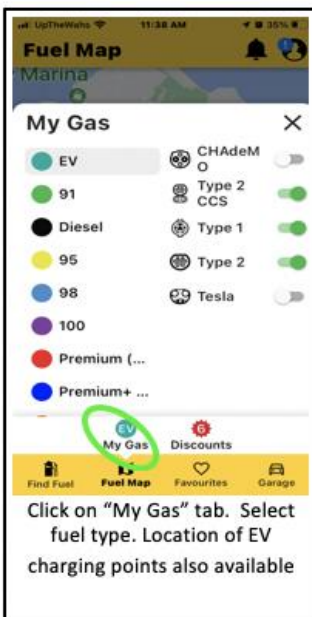 UpTheWahs 11:38 AM 35%
Fuel Map
Marina
My Gas
EV
91
Diesel
95
98
100
Premium (...
Premium+ ...
CHAdeM
O
Type 2
CCS
Type 1
Type 2
Tesla
EV 6
My Gas Discounts
Find Fuel Fuel Map Favourites Garage
Click on “My Gas” tab. Select
fuel type. Location of EV
charging points also available